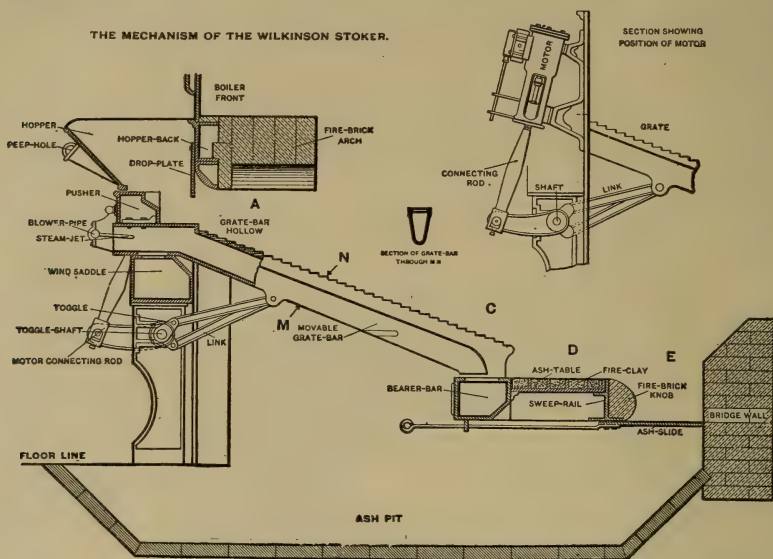 THE MECHANISM OF THE WILKINSON STOKER.
SECTION SHOWING
POSITION OF MOTOR
MOTOR
GRATE
CONNECTING
ROD
SHAFT
LINK
BOILER
FRONT
HOPPER
PEEP-HOLE
HOPPER-BACK
FIRE-BRICK
ARCH
DROP-PLATE
A
PUSHER
BLOWER-PIPE
STEAM-JET
GRATE-BAR
HOLLOW
SECTION OF GRATE-BAR
THROUGH M N
WIND SADDLE
N
TOGGLE
M
MOVABLE
GRATE-BAR
C
TOGGLE-SHAFT
LINK
MOTOR CONNECTING ROD
D
E
ASH-TABLE
FIRE-CLAY
BEARER-BAR
SWEEP-RAIL
FIRE-BRICK
KNOB
BRIDGE WALL
ASH-SLIDE
FLOOR LINE
ASH PIT